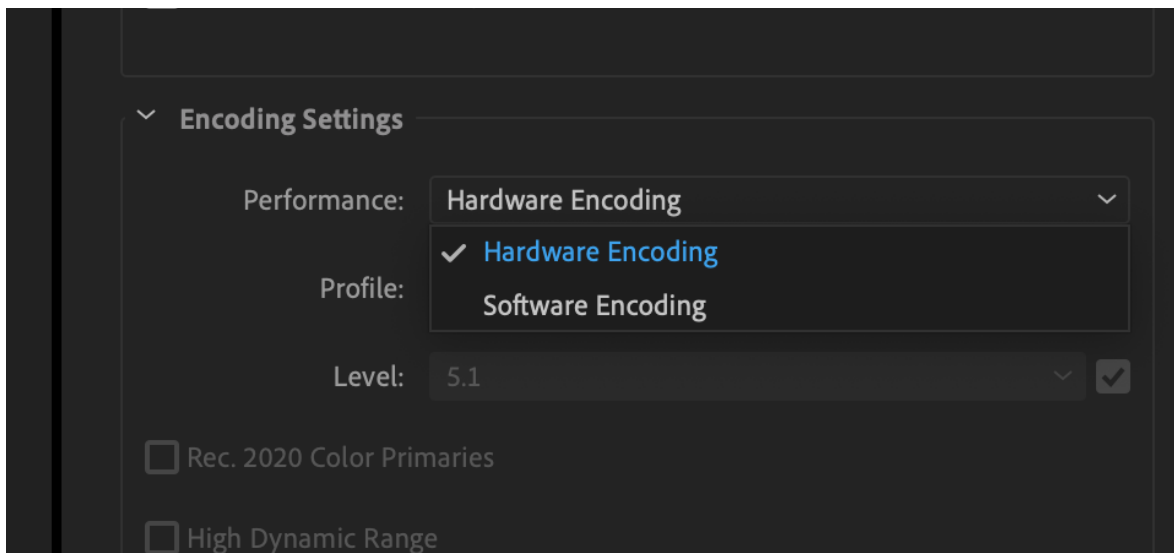 Encoding Settings
Performance: Hardware Encoding
Hardware Encoding
Profile:
Software Encoding
Level: 5.1
Rec. 2020 Color Primaries
High Dynamic Range